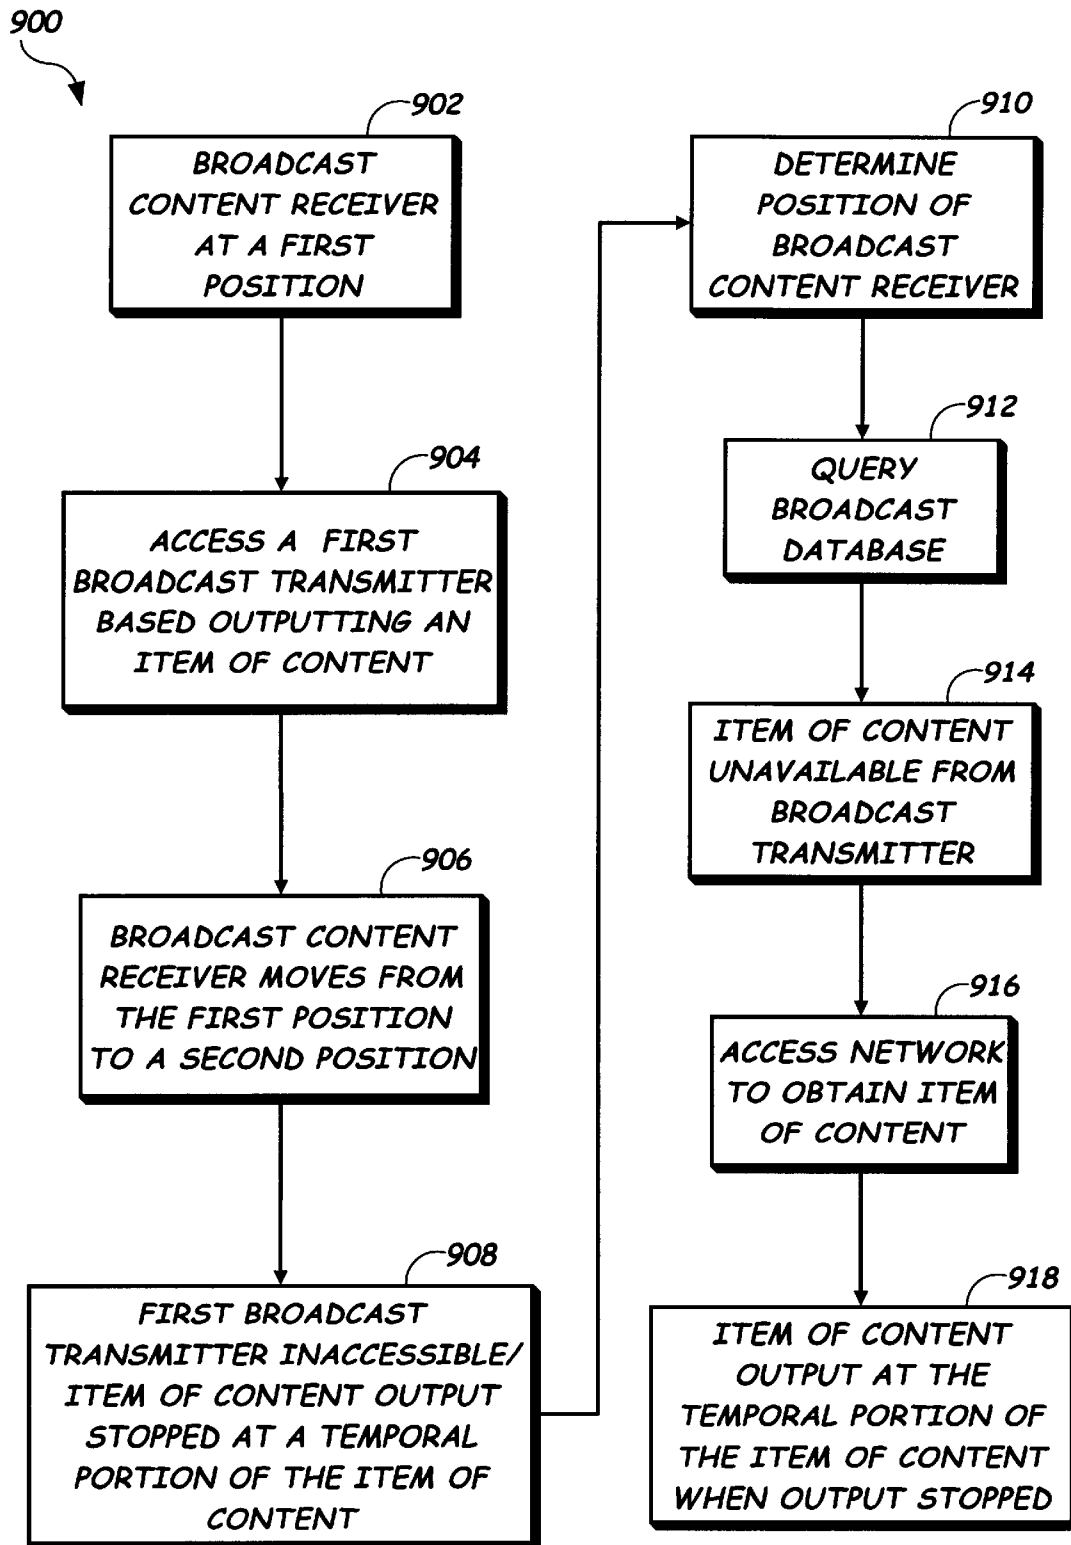 900
902
BROADCAST
CONTENT RECEIVER
AT A FIRST
POSITION
904
ACCESS A FIRST
BROADCAST TRANSMITTER
BASED OUTPUTTING AN
ITEM OF CONTENT
906
BROADCAST CONTENT
RECEIVER MOVES FROM
THE FIRST POSITION
TO A SECOND POSITION
908
FIRST BROADCAST
TRANSMITTER INACCESSIBLE/
ITEM OF CONTENT OUTPUT
STOPPED AT A TEMPORAL
PORTION OF THE ITEM OF
CONTENT
910
DETERMINE
POSITION OF
BROADCAST
CONTENT RECEIVER
912
QUERY
BROADCAST
DATABASE
914
ITEM OF CONTENT
UNAVAILABLE FROM
BROADCAST
TRANSMITTER
916
ACCESS NETWORK
TO OBTAIN ITEM
OF CONTENT
918
ITEM OF CONTENT
OUTPUT AT THE
TEMPORAL PORTION OF
THE ITEM OF CONTENT
WHEN OUTPUT STOPPED